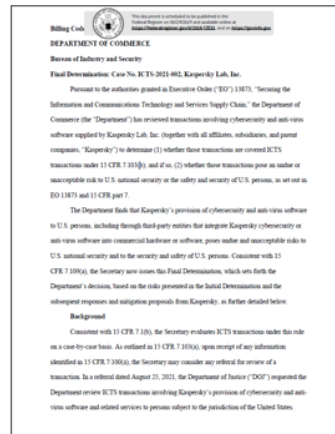 This document is scheduled to be published in the
Federal Register on and available online at
and on https://govinfo.gov
Billing Code
DEPARTMENT OF COMMERCE
Bureau of Industry and Security
Final Determination: Case No. ICTS-2021-002, Kaspersky Lab, Inc.
Pursuant to the authorities granted in Executive Order ("EO") 13873, "Securing the
Information and Communications Technology and Services Supply Chain," the Department of
Commerce (the "Department") has reviewed transactions involving cybersecurity and anti-virus
software supplied by Kaspersky Lab, Inc. (together with all affiliates, subsidiaries, and parent
companies, "Kaspersky") to determine (1) whether those transactions are covered ICTS
transactions under 15 CFR 7.103(b); and if so, (2) whether those transactions pose an undue or
unacceptable risk to U.S. national security or the safety and security of U.S. persons, as set out in
EO 13873 and 15 CFR part 7.
The Department finds that Kaspersky's provision of cybersecurity and anti-virus software
to U.S. persons, including through third-party entities that integrate Kaspersky cybersecurity or
anti-virus software into commercial hardware or software, poses undue and unacceptable risks to
U.S. national security and to the security and safety of U.S. persons. Consistent with 15
CFR 7.109(a), the Secretary now issues this Final Determination, which sets forth the
Department's decision, based on the risks presented in the Initial Determination and the
subsequent responses and mitigation proposals from Kaspersky, as further detailed below.
Background
Consistent with 15 CFR 7.1(b), the Secretary evaluates ICTS transactions under this rule
on a case-by-case basis. As outlined in 15 CFR 7.103(a), upon receipt of any information
identified in 15 CFR 7.100(a), the Secretary may consider any referral for review of a
transaction. In a referral dated August 25, 2021, the Department of Justice ("DOJ") requested the
Department review ICTS transactions involving Kaspersky's provision of cybersecurity and anti-
virus software and related services to persons subject to the jurisdiction of the United States.